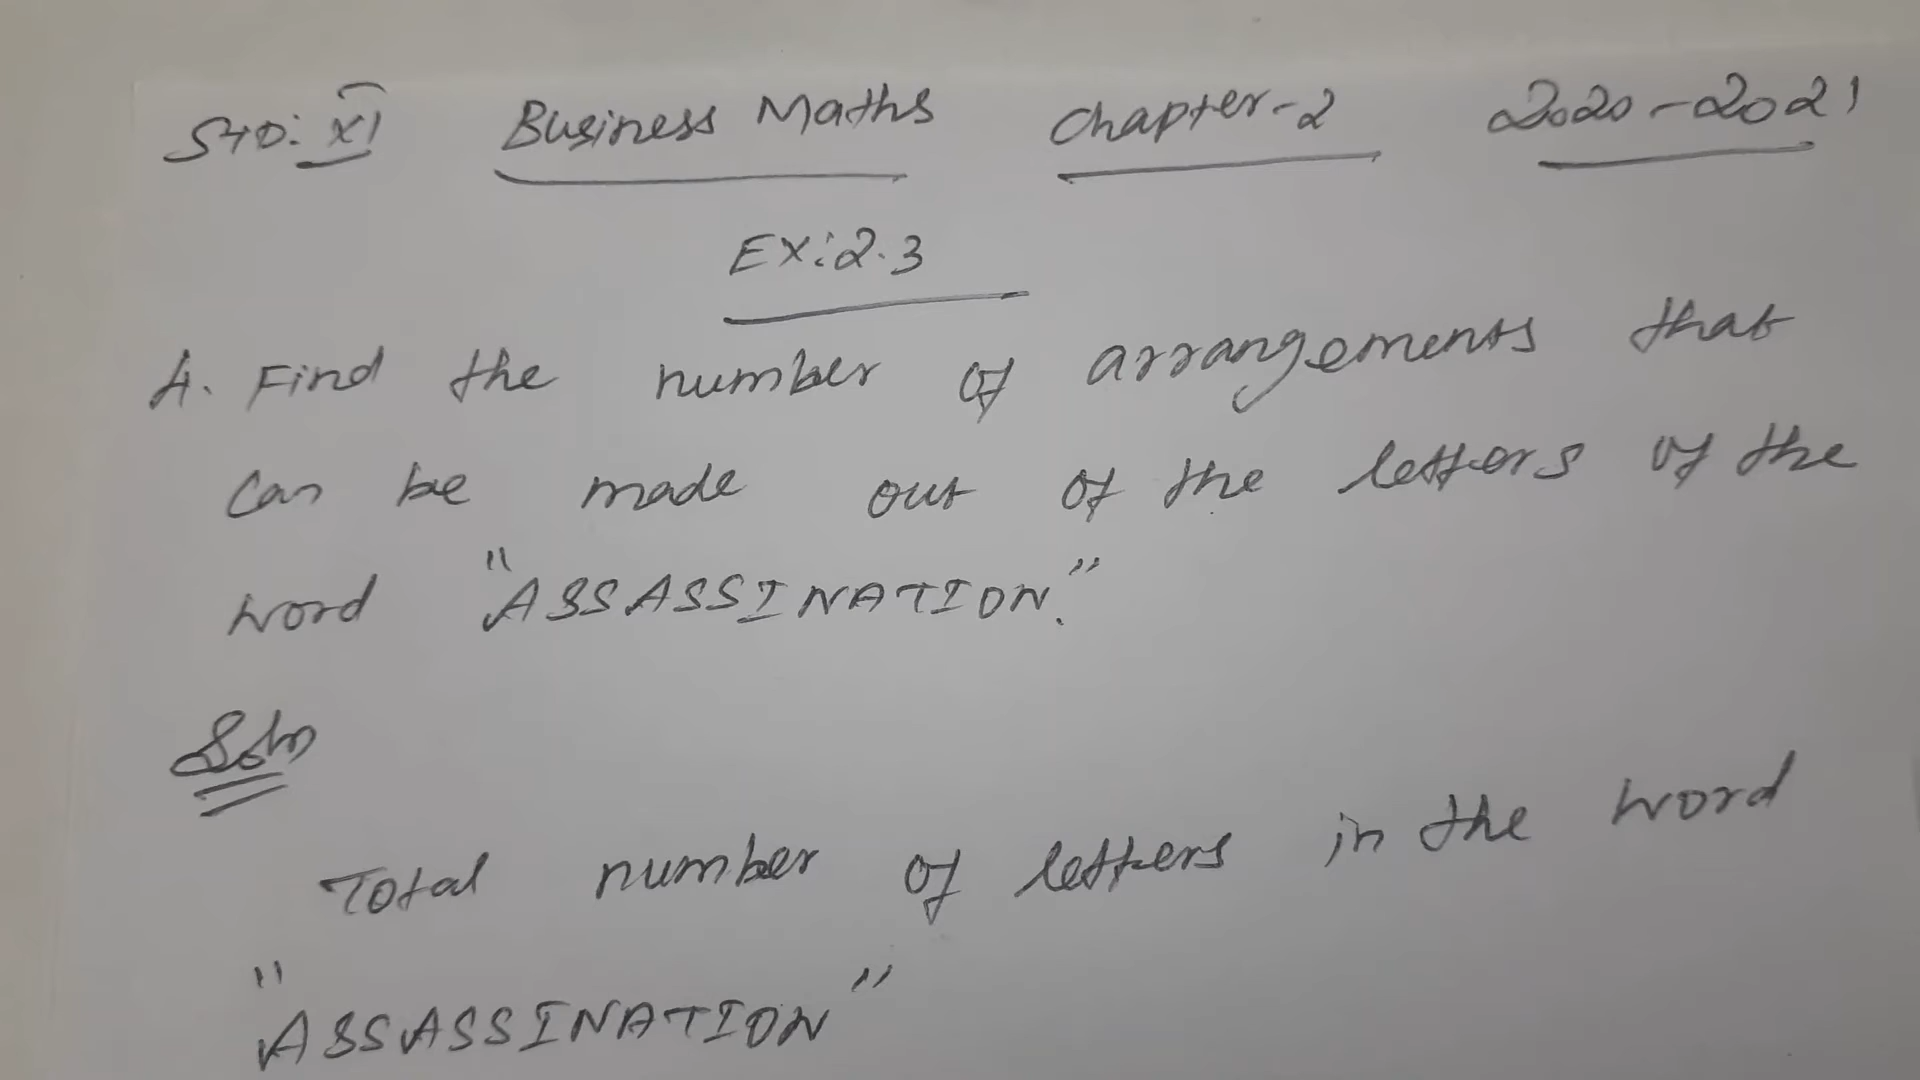 STD: XI Business Maths Chapter-2 2020-2021
EX:2.3
4. Find the number of arrangements that
Can be made out of the letters of the
word "ASSASSINATION."
Soln
Total number of letters in the word
"ASSASSINATION"